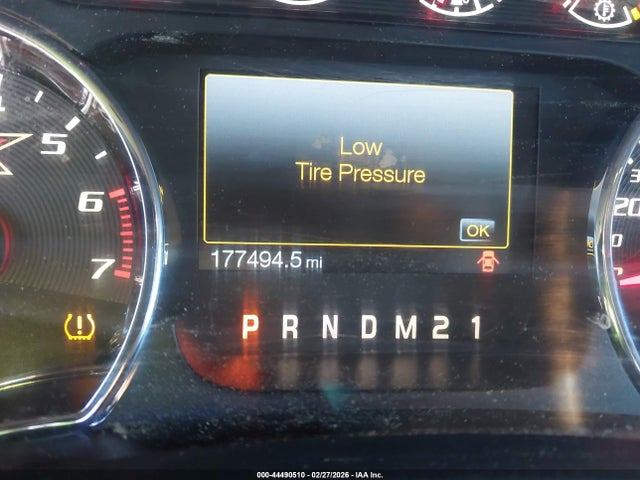 5
6
7
Low
Tire Pressure
OK
177494.5 mi
P R N D M 2 1
20
000-44490510 - 02/27/2026 - IAA Inc.